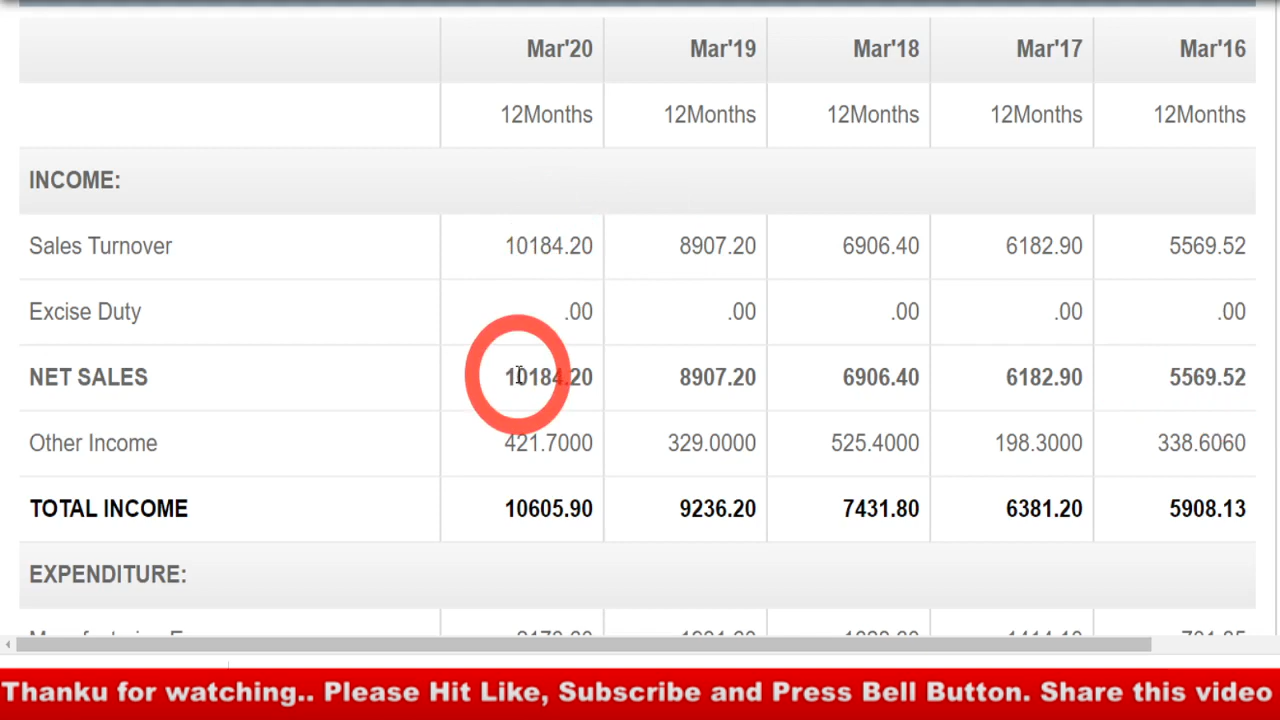 Mar'20 Mar'19 Mar'18 Mar'17 Mar'16
12Months 12Months 12Months 12Months 12Months
INCOME:
Sales Turnover 10184.20 8907.20 6906.40 6182.90 5569.52
Excise Duty .00 .00 .00 .00 .00
NET SALES 10184.20 8907.20 6906.40 6182.90 5569.52
Other Income 421.7000 329.0000 525.4000 198.3000 338.6060
TOTAL INCOME 10605.90 9236.20 7431.80 6381.20 5908.13
EXPENDITURE:
Thanku for watching.. Please Hit Like, Subscribe and Press Bell Button. Share this video